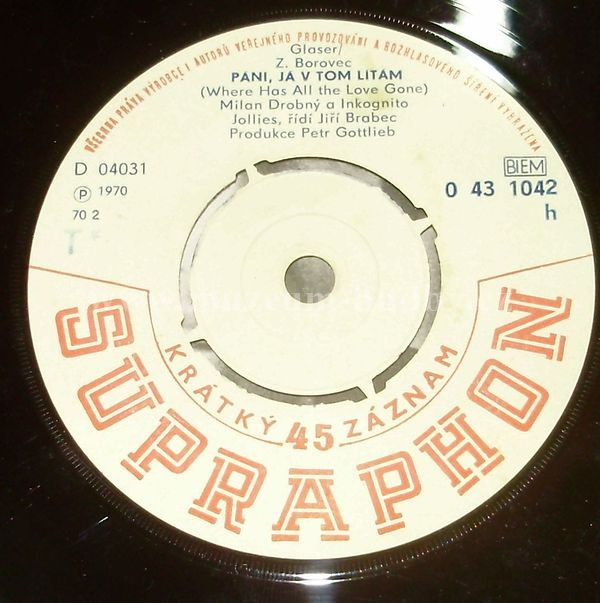 VŠECHNA PRÁVA VÝROBCE I AUTORŮ VEŘEJNÉHO PROVOZOVÁNÍ A ROZHLASOVÉHO ŠÍŘENÍ VYHRAZENA
Glaser/
Z. Borovec
PÁNI, JÁ V TOM LÍTÁM
(Where Has All the Love Gone)
Milan Drobný a Inkognito
Jollies, řídí Jiří Brabec
Produkce Petr Gottlieb
D 04031
Ⓟ 1970
70 2
T
BIEM
0 43 1042
h
KRÁTKÝ 45 ZÁZNAM
SUPRAPHON